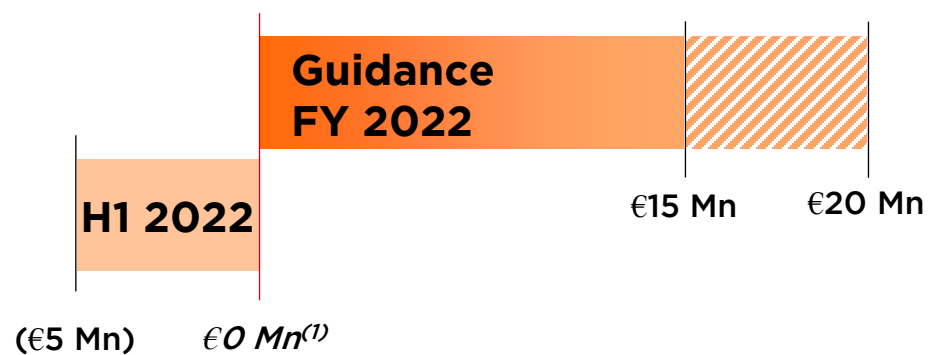 Guidance
FY 2022
€15 Mn
€20 Mn
H1 2022
(€5 Mn)
€0 Mn(1)